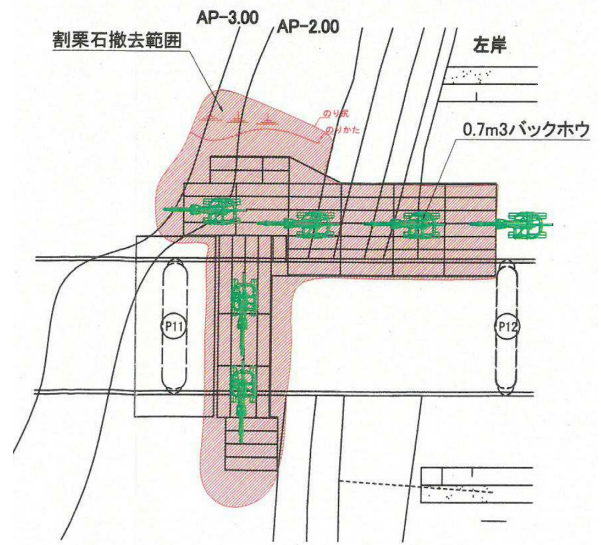 AP-3.00
AP-2.00
割栗石撤去範囲
左岸
のり尻
のりかた
0.7m3バックホウ
P11
P12